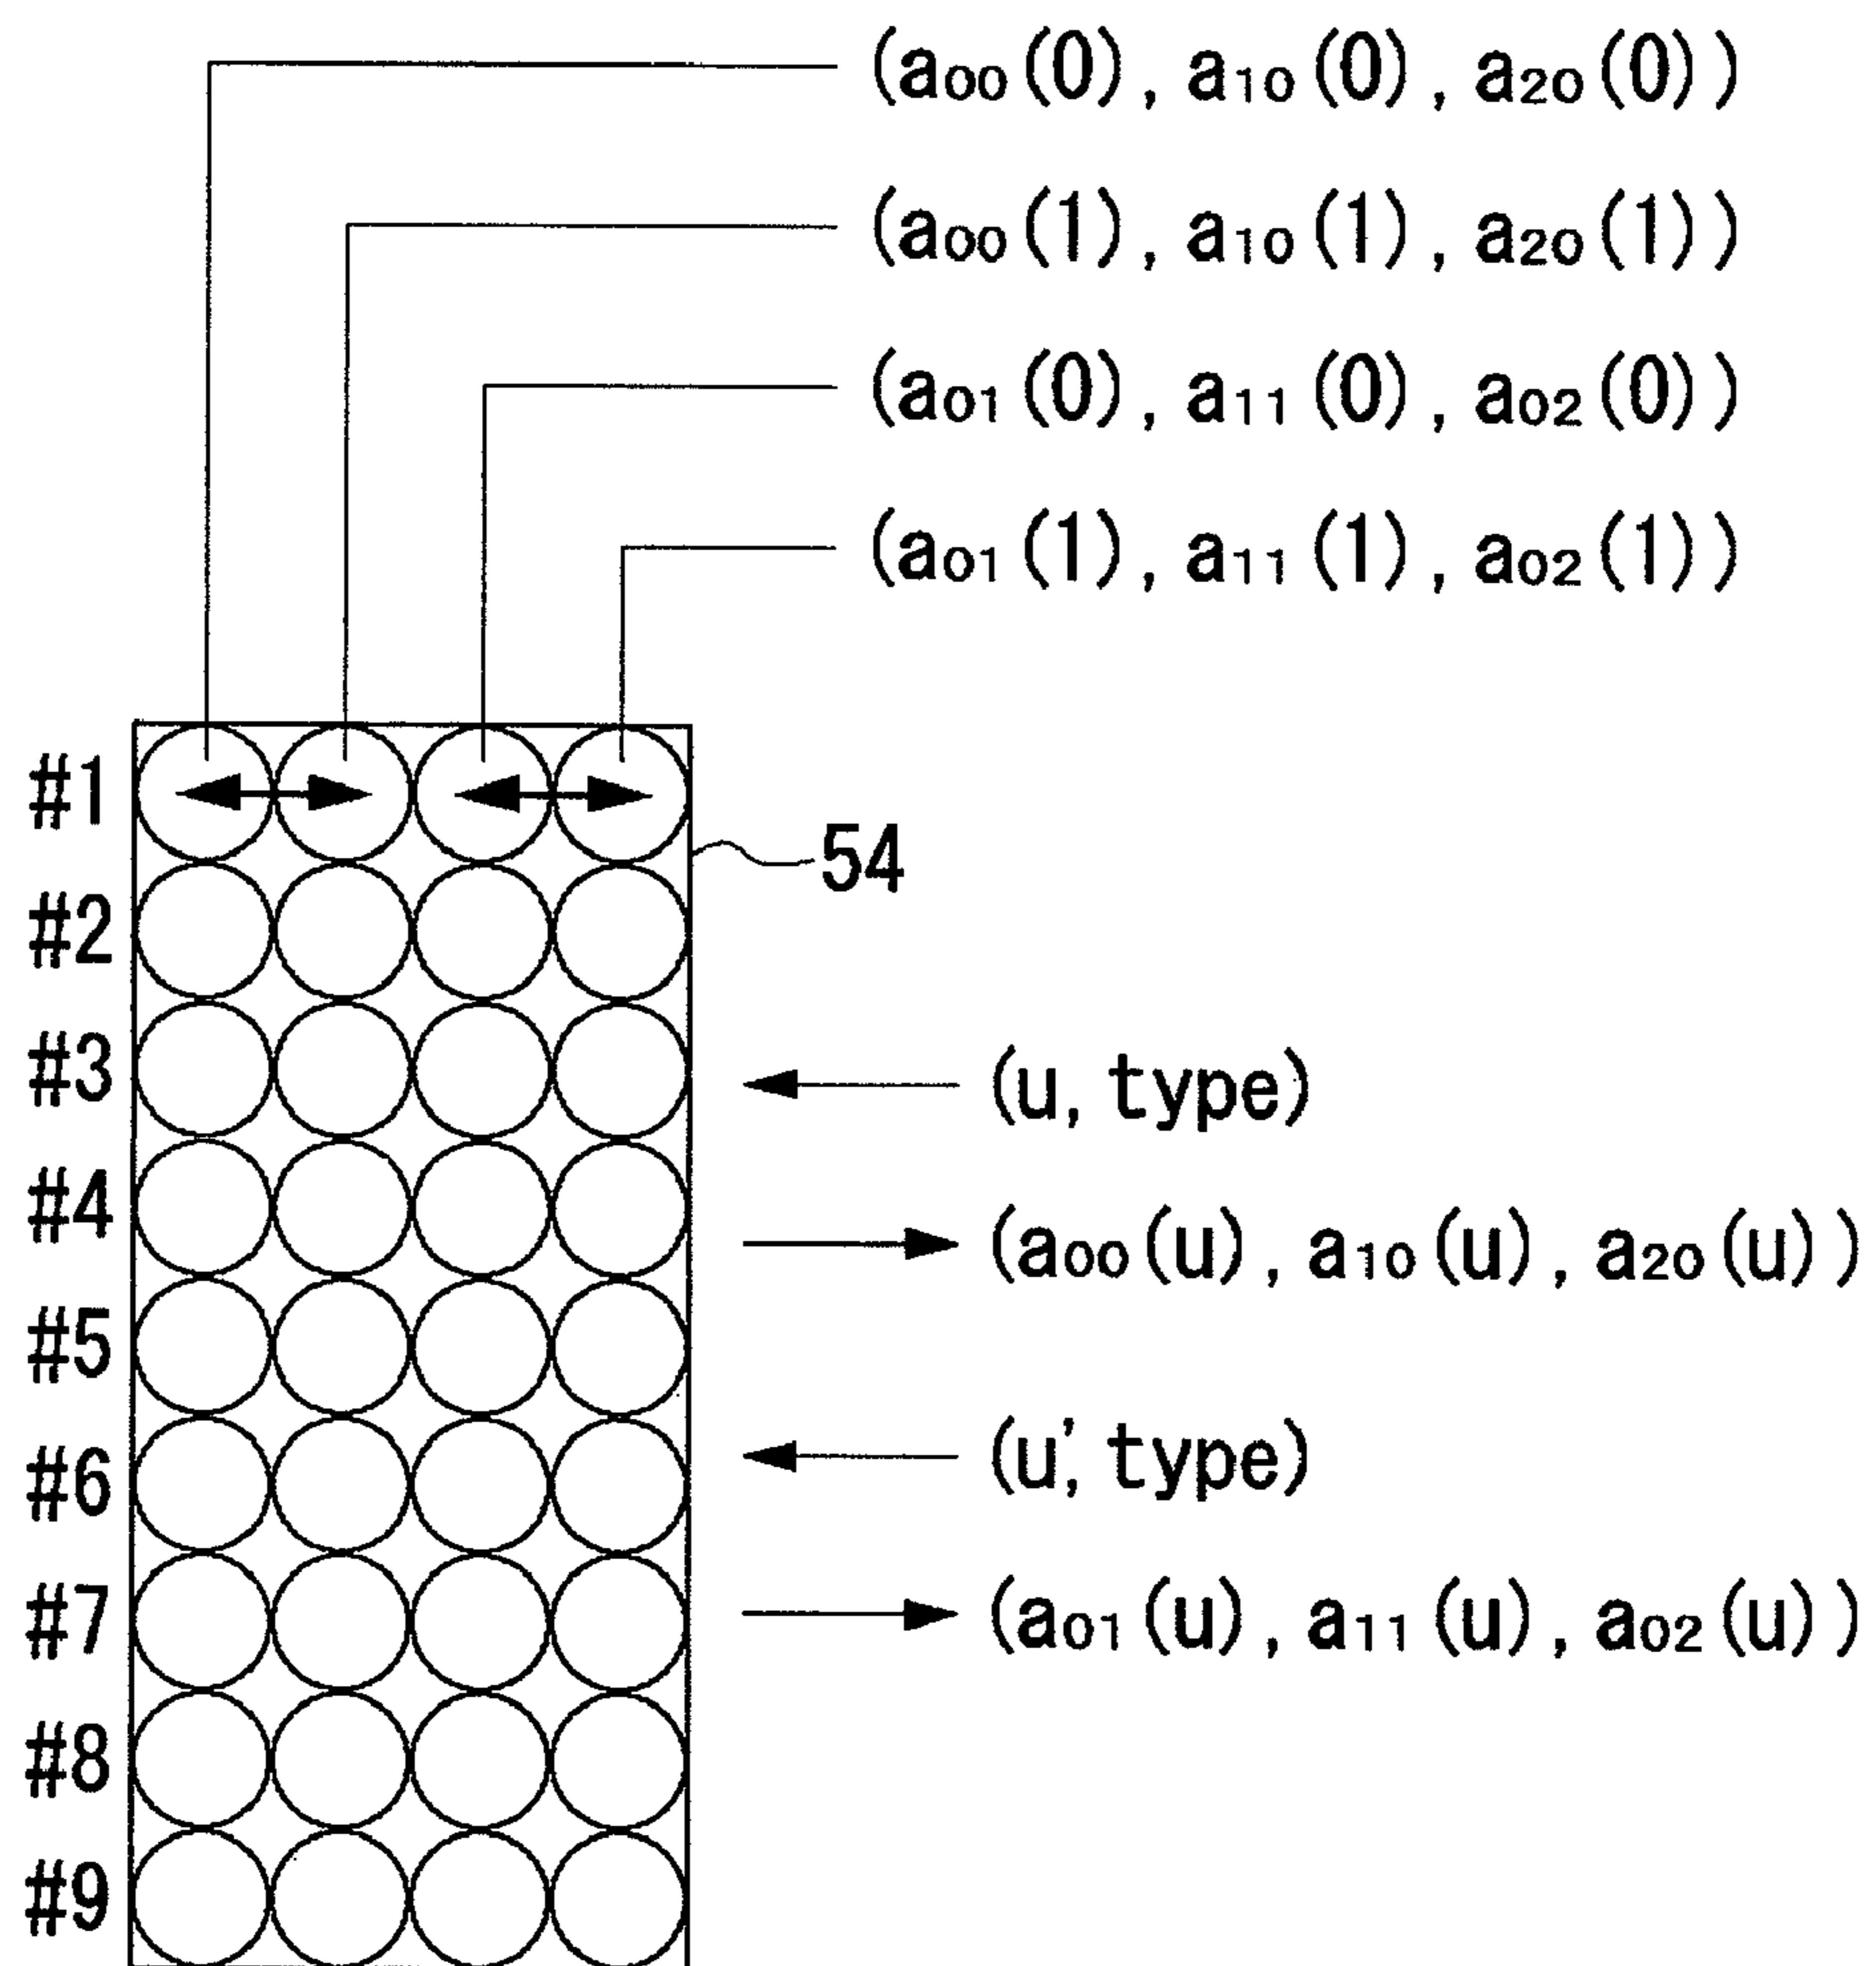 (a00(0), a10(0), a20(0))
(a00(1), a10(1), a20(1))
(a01(0), a11(0), a02(0))
(a01(1), a11(1), a02(1))
#1
54
#2
#3
(u, type)
#4
(a00(u), a10(u), a20(u))
#5
#6
(u', type)
#7
(a01(u), a11(u), a02(u))
#8
#9